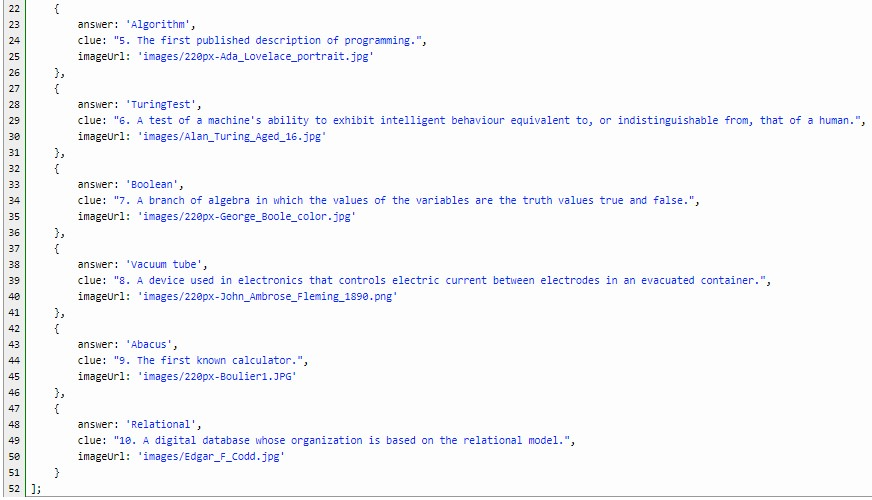 22 {
23 answer: 'Algorithm',
24 clue: "5. The first published description of programming.",
25 imageUrl: 'images/220px-Ada_Lovelace_portrait.jpg'
26 },
27 {
28 answer: 'TuringTest',
29 clue: "6. A test of a machine's ability to exhibit intelligent behaviour equivalent to, or indistinguishable from, that of a human.",
30 imageUrl: 'images/Alan_Turing_Aged_16.jpg'
31 },
32 {
33 answer: 'Boolean',
34 clue: "7. A branch of algebra in which the values of the variables are the truth values true and false.",
35 imageUrl: 'images/220px-George_Boole_color.jpg'
36 },
37 {
38 answer: 'Vacuum tube',
39 clue: "8. A device used in electronics that controls electric current between electrodes in an evacuated container.",
40 imageUrl: 'images/220px-John_Ambrose_Fleming_1890.png'
41 },
42 {
43 answer: 'Abacus',
44 clue: "9. The first known calculator.",
45 imageUrl: 'images/220px-Boulier1.JPG'
46 },
47 {
48 answer: 'Relational',
49 clue: "10. A digital database whose organization is based on the relational model.",
50 imageUrl: 'images/Edgar_F_Codd.jpg'
51 }
52 ];